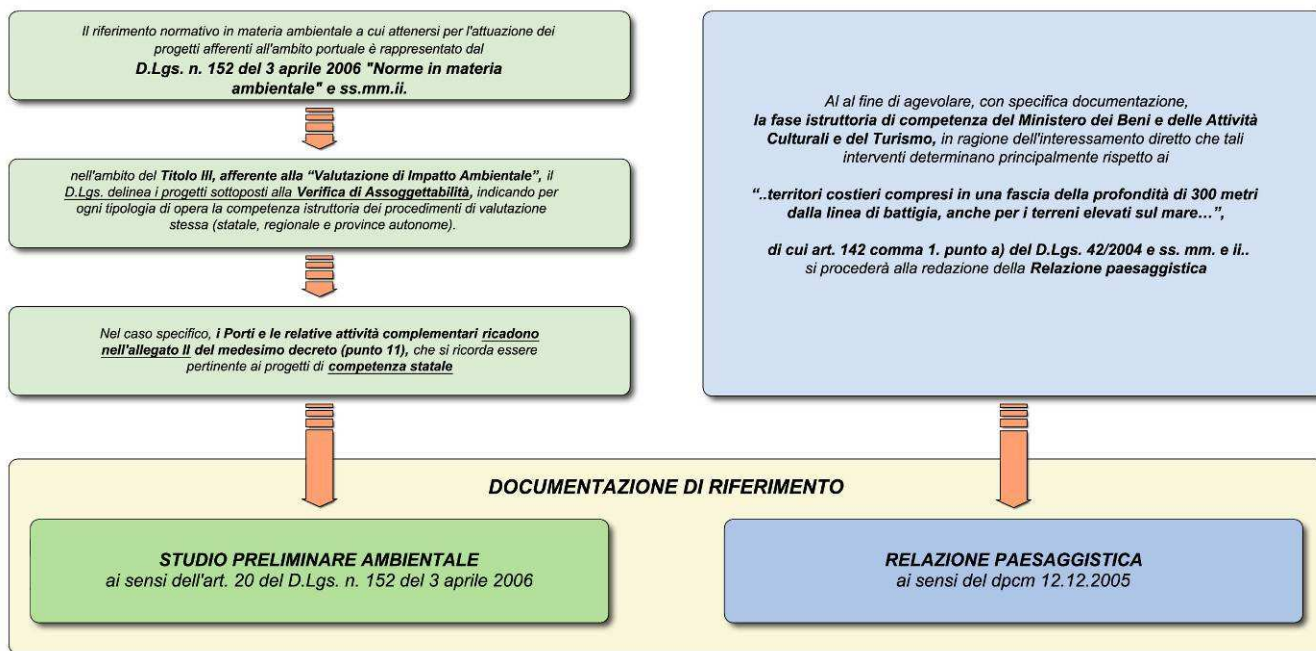 Il riferimento normativo in materia ambientale a cui attenersi per l'attuazione dei
progetti afferenti all'ambito portuale è rappresentato dal
D.Lgs. n. 152 del 3 aprile 2006 "Norme in materia
ambientale" e ss.mm.ii.
nell'ambito del Titolo III, afferente alla “Valutazione di Impatto Ambientale”, il
D.Lgs. delinea i progetti sottoposti alla Verifica di Assoggettabilità, indicando per
ogni tipologia di opera la competenza istruttoria dei procedimenti di valutazione
stessa (statale, regionale e province autonome).
Nel caso specifico, i Porti e le relative attività complementari ricadono
nell'allegato II del medesimo decreto (punto 11), che si ricorda essere
pertinente ai progetti di competenza statale
Al al fine di agevolare, con specifica documentazione,
la fase istruttoria di competenza del Ministero dei Beni e delle Attività
Culturali e del Turismo, in ragione dell'interessamento diretto che tali
interventi determinano principalmente rispetto ai
“..territori costieri compresi in una fascia della profondità di 300 metri
dalla linea di battigia, anche per i terreni elevati sul mare…”,
di cui art. 142 comma 1. punto a) del D.Lgs. 42/2004 e ss. mm. e ii..
si procederà alla redazione della Relazione paesaggistica
DOCUMENTAZIONE DI RIFERIMENTO
STUDIO PRELIMINARE AMBIENTALE
ai sensi dell'art. 20 del D.Lgs. n. 152 del 3 aprile 2006
RELAZIONE PAESAGGISTICA
ai sensi del dpcm 12.12.2005